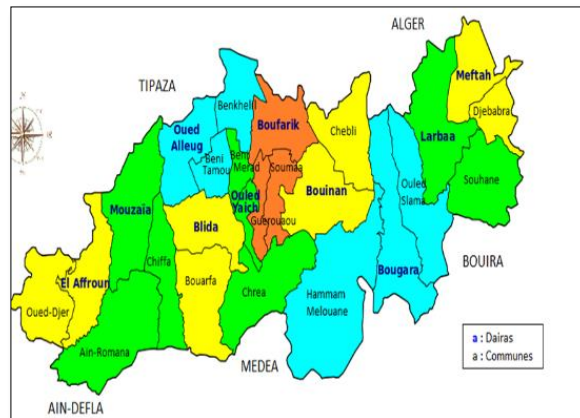 ALGER
Meftah
TIPAZA
Djebabra
Benkhelil
Boufarik
Oued
Alleug
Chebli
Larbaa
Beni
Tamou
Beni
Merad
Soumaa
Mouzaïa
Ouled
Yaich
Bouinan
Ouled
Slama
Souhane
Guerouaou
Blida
Chiffa
El Affroun
Bougara
BOUIRA
Oued-Djer
Bouarfa
Chrea
Hammam
Melouane
a : Dairas
a : Communes
Ain-Romana
MEDEA
AIN-DEFLA